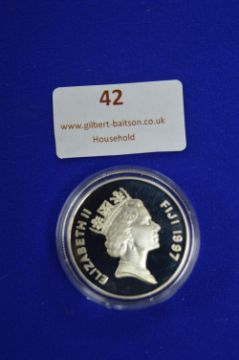 42
www.gilbert-baitson.co.uk
Household
ELIZABETH II
FIJI 1997